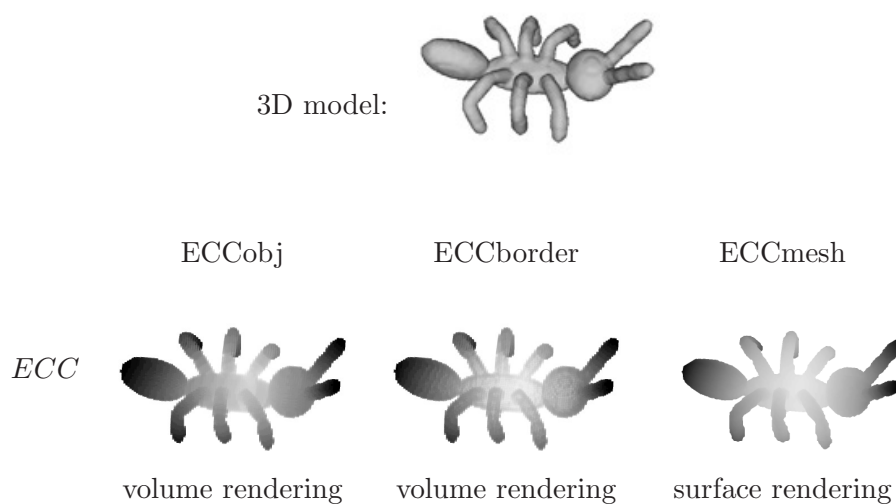 3D model:
ECCobj ECCborder ECCmesh
ECC
volume rendering volume rendering surface rendering